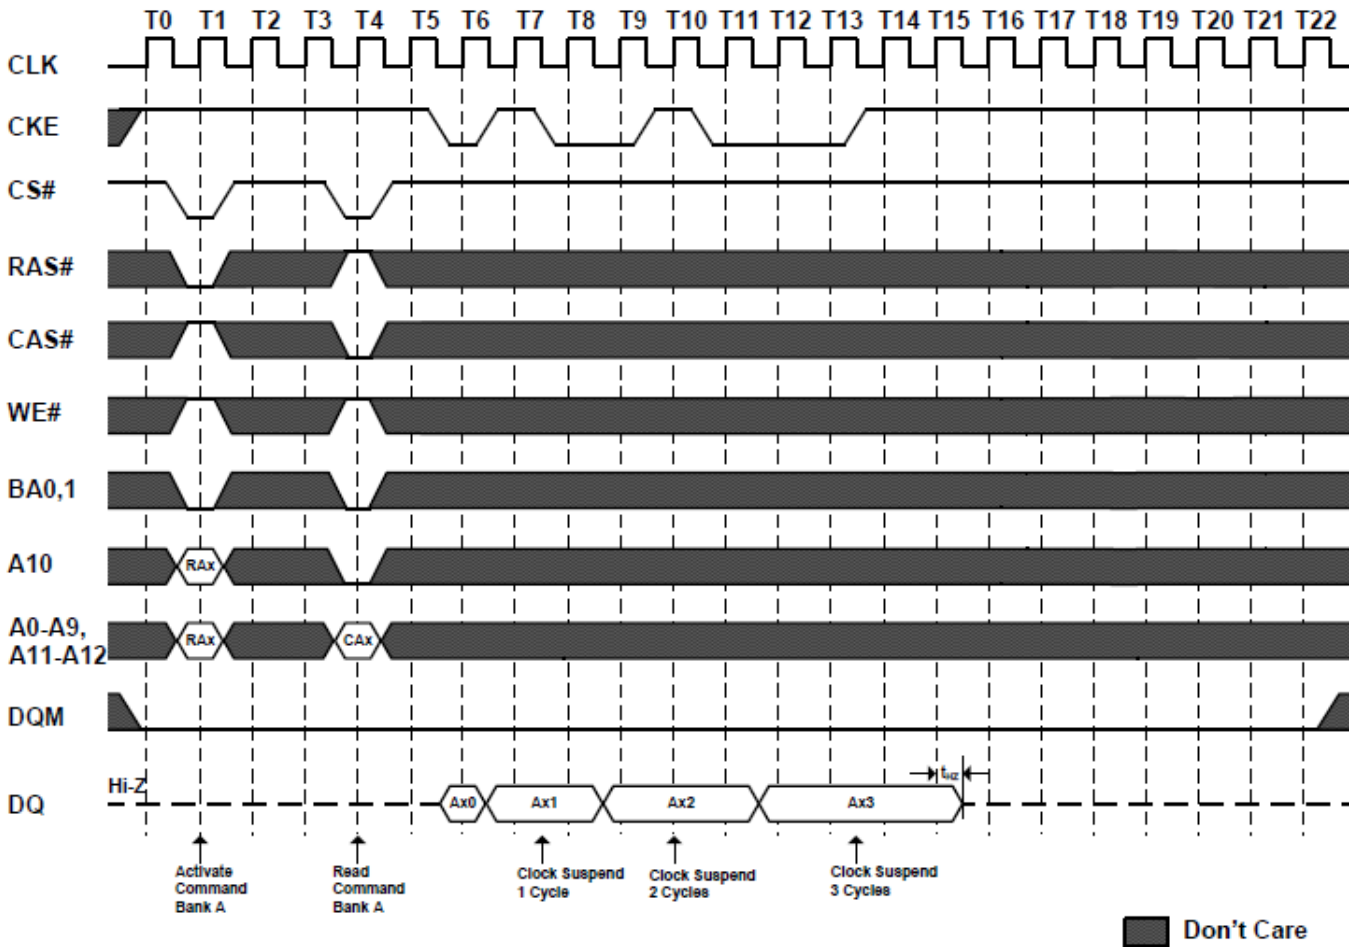 T0 T1 T2 T3 T4 T5 T6 T7 T8 T9 T10 T11 T12 T13 T14 T15 T16 T17 T18 T19 T20 T21 T22
CLK
CKE
CS#
RAS#
CAS#
WE#
BA0,1
A10 RAx
A0-A9,
A11-A12 RAx CAx
DQM
Hi-Z tHZ
DQ Ax0 Ax1 Ax2 Ax3
Activate
Command
Bank A
Read
Command
Bank A
Clock Suspend
1 Cycle
Clock Suspend
2 Cycles
Clock Suspend
3 Cycles
Don't Care